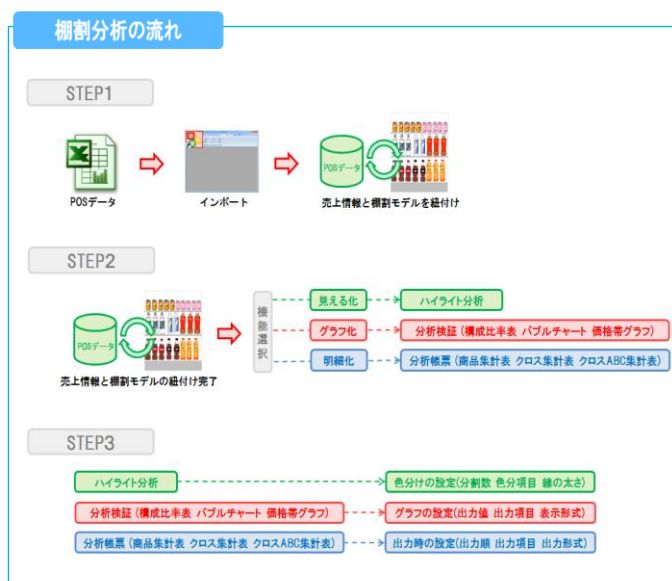 棚割分析の流れ
STEP1
POSデータ
インポート
POSデータ
売上情報と棚割モデルを紐付け
STEP2
POSデータ
売上情報と棚割モデルの紐付け完了
機能選択
見える化
ハイライト分析
グラフ化
分析検証(構成比率表 バブルチャート 価格帯グラフ)
明細化
分析帳票(商品集計表 クロス集計表 クロスABC集計表)
STEP3
ハイライト分析
色分けの設定(分割数 色分項目 線の太さ)
分析検証(構成比率表 バブルチャート 価格帯グラフ)
グラフの設定(出力値 出力項目 表示形式)
分析帳票(商品集計表 クロス集計表 クロスABC集計表)
出力時の設定(出力順 出力項目 出力形式)